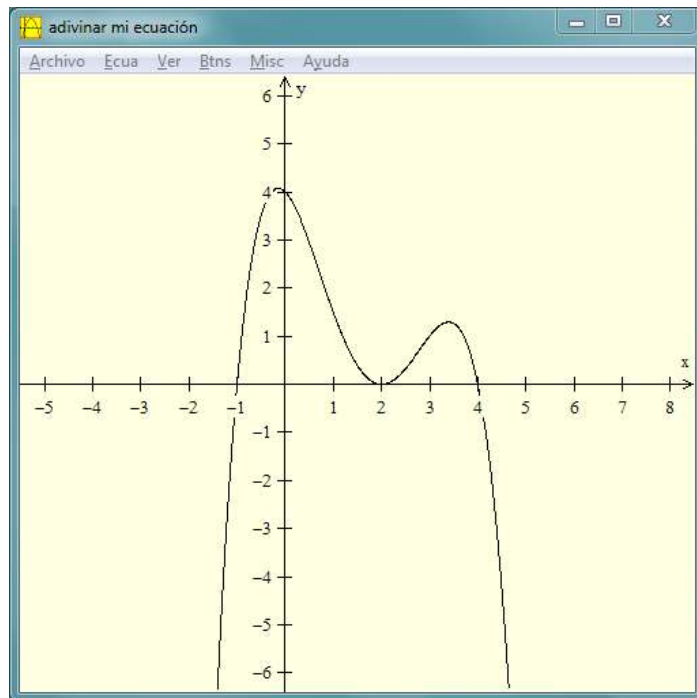 adivinar mi ecuación
Archivo Ecua Ver Btns Misc Ayuda
y
6
5
4
3
2
1
x
−5 −4 −3 −2 −1 1 2 3 4 5 6 7 8
−1
−2
−3
−4
−5
−6